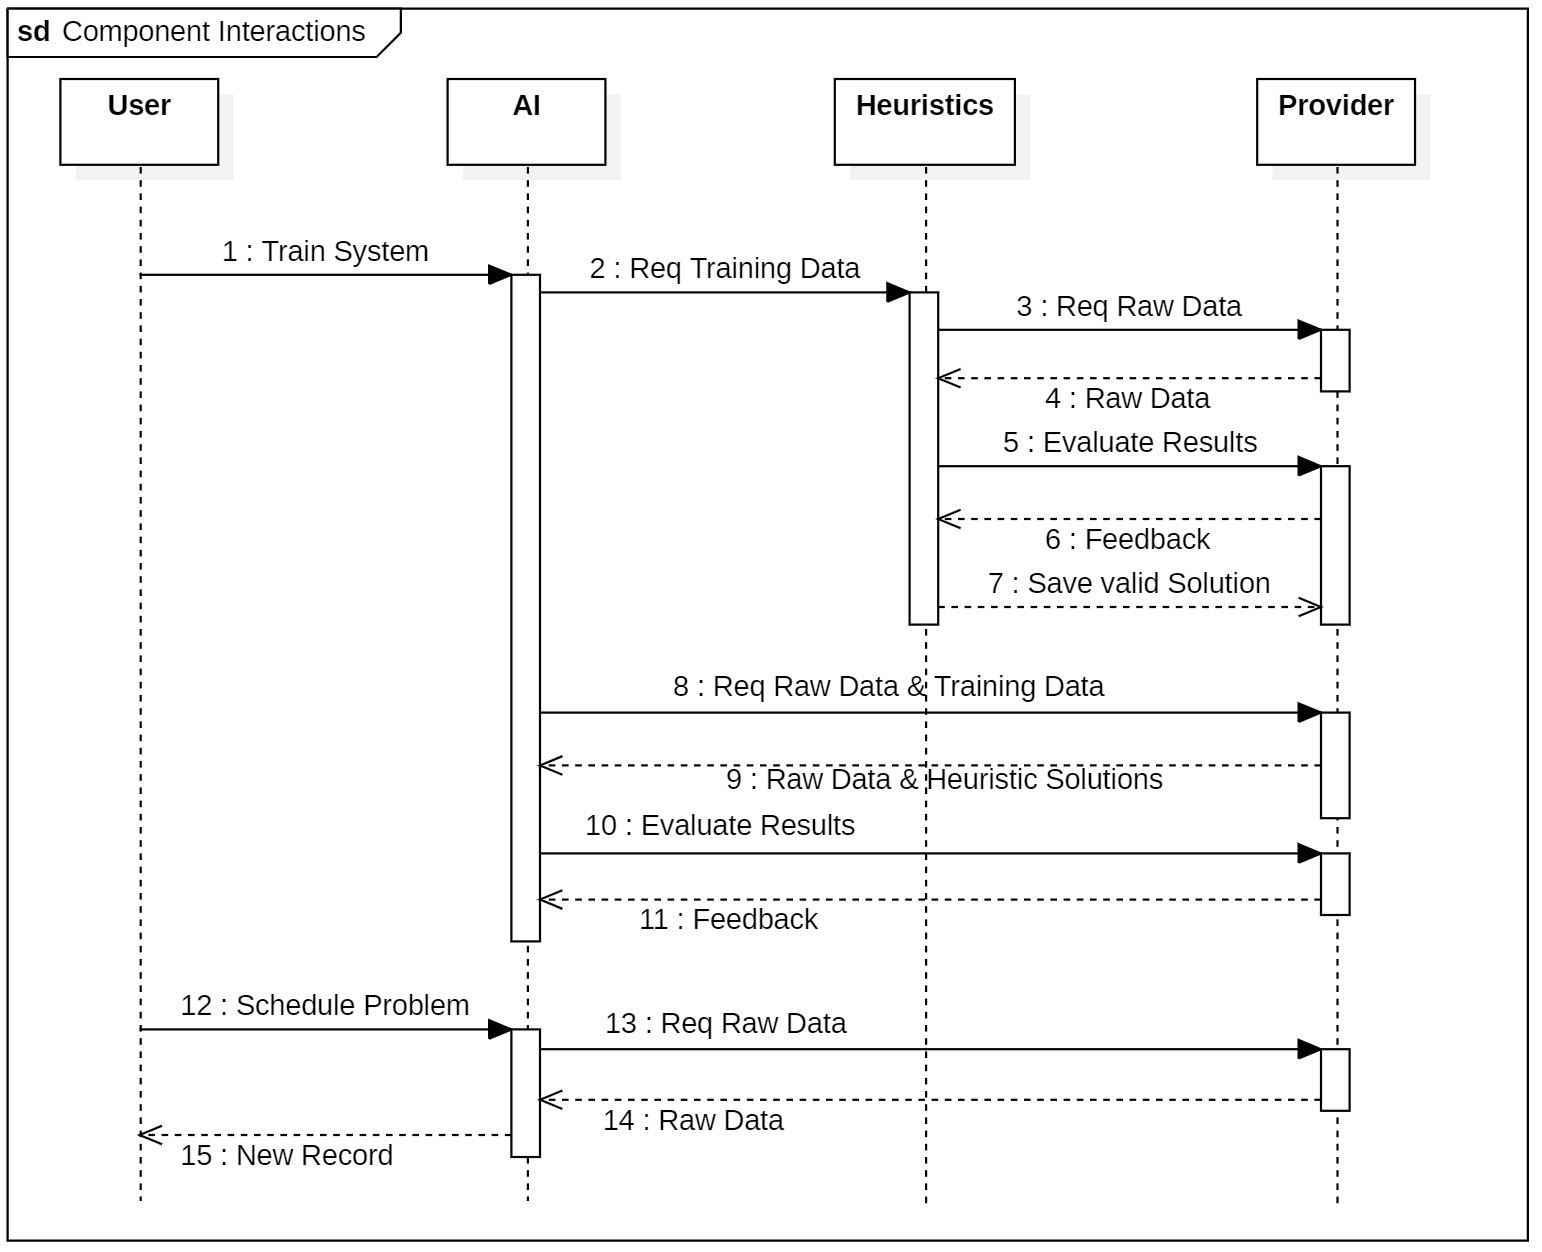 sd Component Interactions
User
AI
Heuristics
Provider
1 : Train System
2 : Req Training Data
3 : Req Raw Data
4 : Raw Data
5 : Evaluate Results
6 : Feedback
7 : Save valid Solution
8 : Req Raw Data & Training Data
9 : Raw Data & Heuristic Solutions
10 : Evaluate Results
11 : Feedback
12 : Schedule Problem
13 : Req Raw Data
14 : Raw Data
15 : New Record